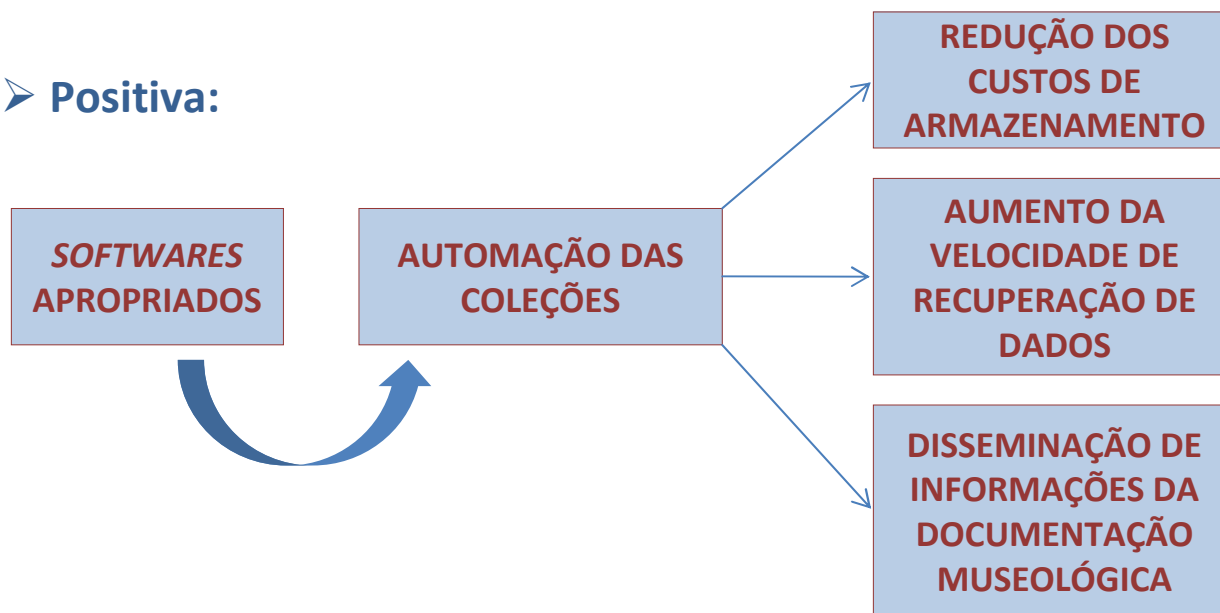 ➢ Positiva:
SOFTWARES
APROPRIADOS
AUTOMAÇÃO DAS
COLEÇÕES
REDUÇÃO DOS
CUSTOS DE
ARMAZENAMENTO
AUMENTO DA
VELOCIDADE DE
RECUPERAÇÃO DE
DADOS
DISSEMINAÇÃO DE
INFORMAÇÕES DA
DOCUMENTAÇÃO
MUSEOLÓGICA